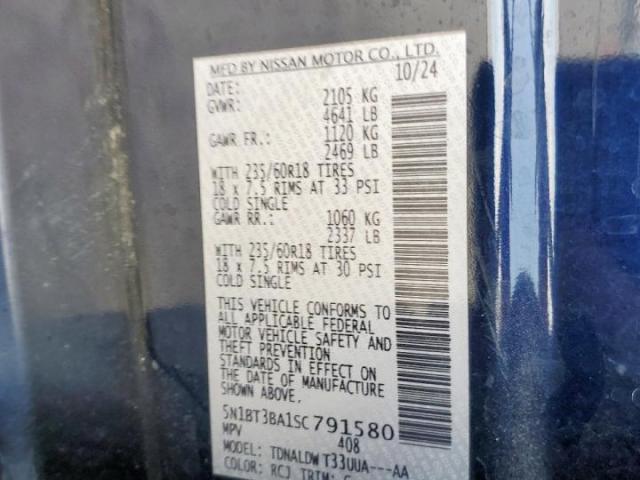 MFD BY NISSAN MOTOR CO., LTD.
DATE: 10/24
GVWR: 2105 KG
4641 LB
GAWR FR.: 1120 KG
2469 LB
WITH 235/60R18 TIRES
18 x 7.5 RIMS AT 33 PSI
COLD SINGLE
GAWR RR.: 1060 KG
2337 LB
WITH 235/60R18 TIRES
18 x 7.5 RIMS AT 30 PSI
COLD SINGLE
THIS VEHICLE CONFORMS TO
ALL APPLICABLE FEDERAL
MOTOR VEHICLE SAFETY AND
THEFT PREVENTION
STANDARDS IN EFFECT ON
THE DATE OF MANUFACTURE
SHOWN ABOVE.
5N1BT3BA1SC791580
MPV 408
MODEL: TDNALDW T33UUA---AA
COLOR: RCJ TRIM: G